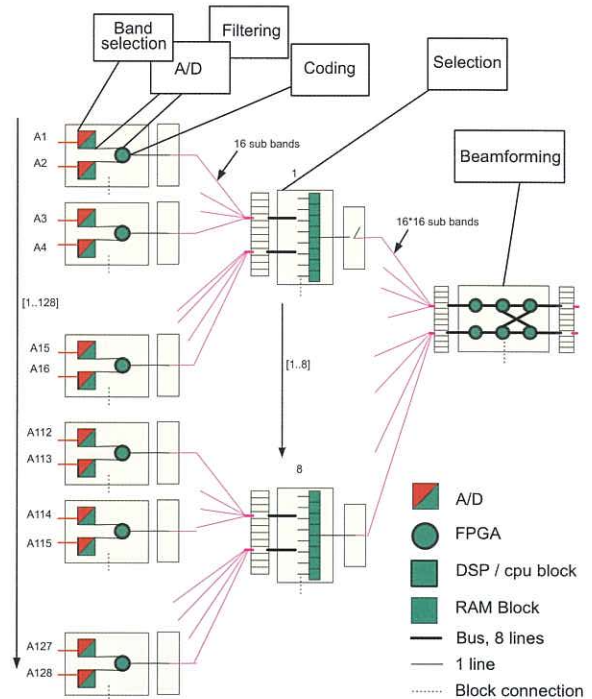 Band
selection
Filtering
A/D
Coding
Selection
Beamforming
A1
A2
16 sub bands
1
A3
A4
16*16 sub bands
[1..128]
A15
A16
[1..8]
A112
A113
8
A114
A115
A127
A128
A/D
FPGA
DSP / cpu block
RAM Block
Bus, 8 lines
1 line
Block connection